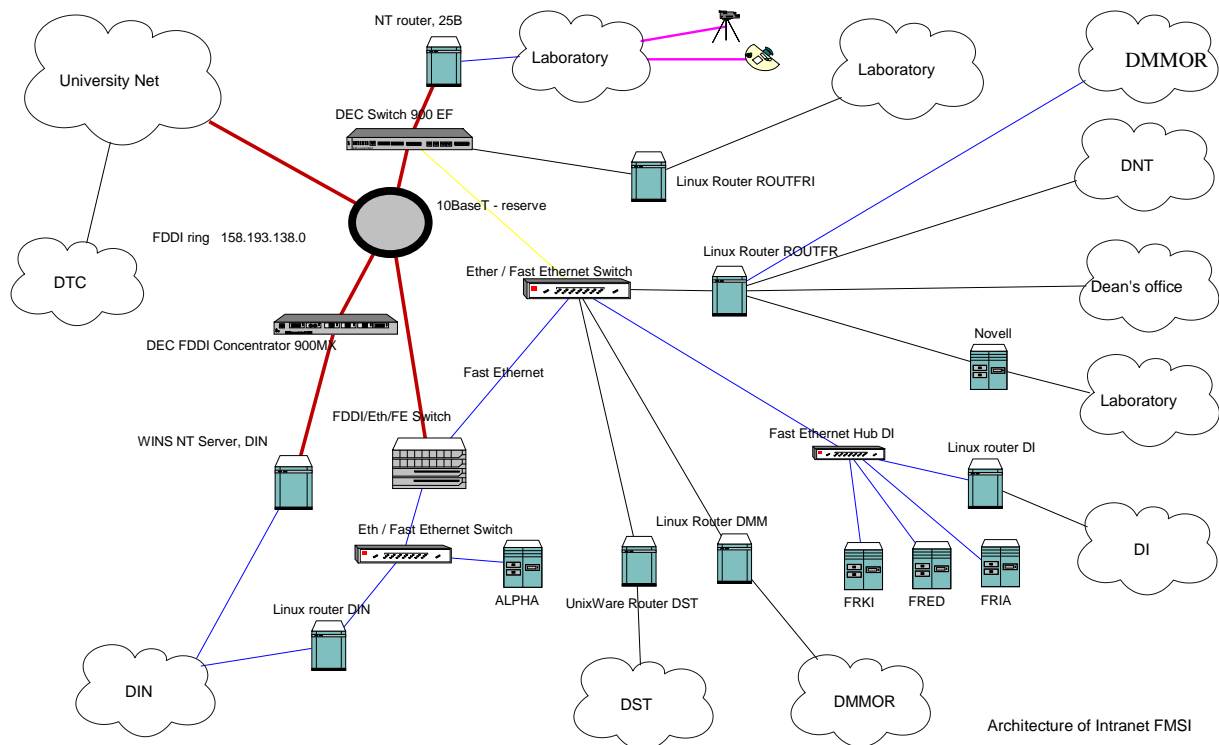 NT router, 25B
University Net
Laboratory
Laboratory
DMMOR
DEC Switch 900 EF
DNT
Linux Router ROUTFRI
10BaseT - reserve
FDDI ring 158.193.138.0
Linux Router ROUTFR
Ether / Fast Ethernet Switch
DTC
Dean's office
Novell
DEC FDDI Concentrator 900MX
Fast Ethernet
Laboratory
FDDI/Eth/FE Switch
WINS NT Server, DIN
Fast Ethernet Hub DI
Linux router DI
Eth / Fast Ethernet Switch
Linux Router DMM
DI
ALPHA
UnixWare Router DST
FRKI
FRED
FRIA
Linux router DIN
DIN
DST
DMMOR
Architecture of Intranet FMSI